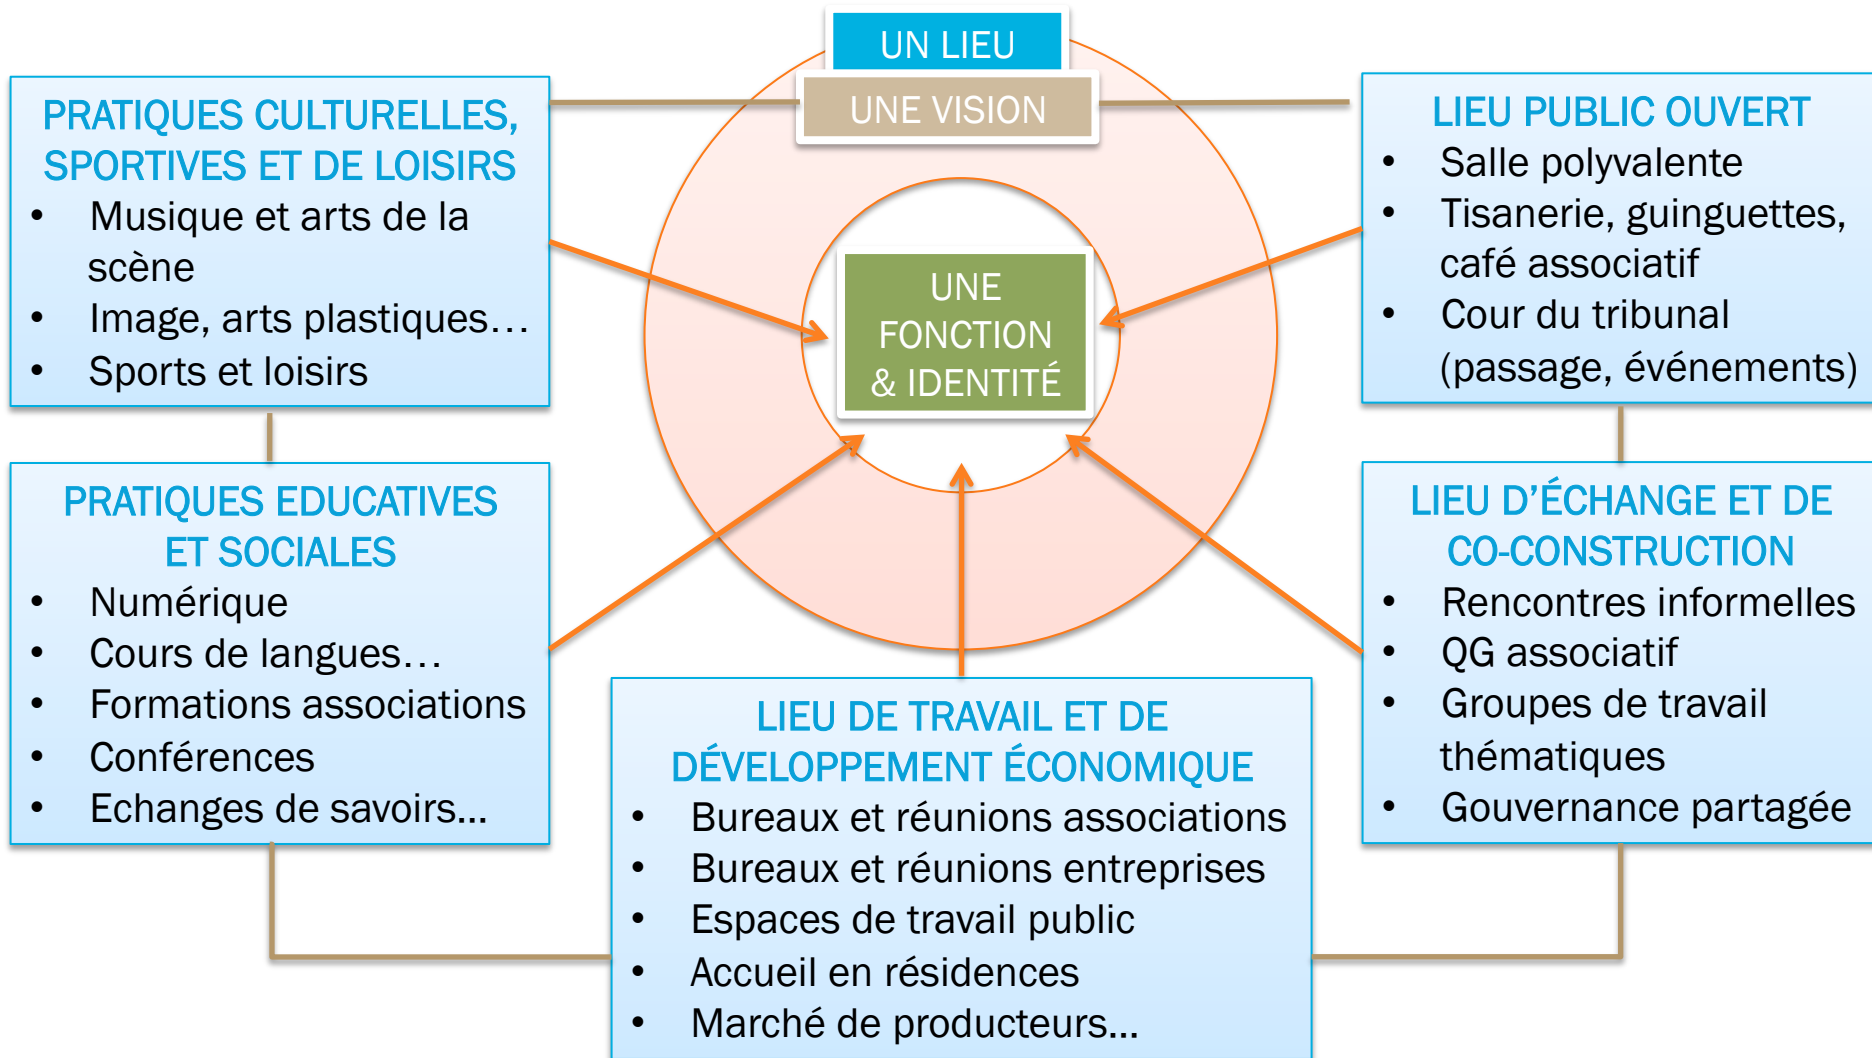 UN LIEU
UNE VISION
PRATIQUES CULTURELLES,
SPORTIVES ET DE LOISIRS
• Musique et arts de la
scène
• Image, arts plastiques…
• Sports et loisirs
LIEU PUBLIC OUVERT
• Salle polyvalente
• Tisanerie, guinguettes,
café associatif
• Cour du tribunal
(passage, événements)
UNE
FONCTION
& IDENTITÉ
PRATIQUES EDUCATIVES
ET SOCIALES
• Numérique
• Cours de langues…
• Formations associations
• Conférences
• Echanges de savoirs...
LIEU D’ÉCHANGE ET DE
CO-CONSTRUCTION
• Rencontres informelles
• QG associatif
• Groupes de travail
thématiques
• Gouvernance partagée
LIEU DE TRAVAIL ET DE
DÉVELOPPEMENT ÉCONOMIQUE
• Bureaux et réunions associations
• Bureaux et réunions entreprises
• Espaces de travail public
• Accueil en résidences
• Marché de producteurs...